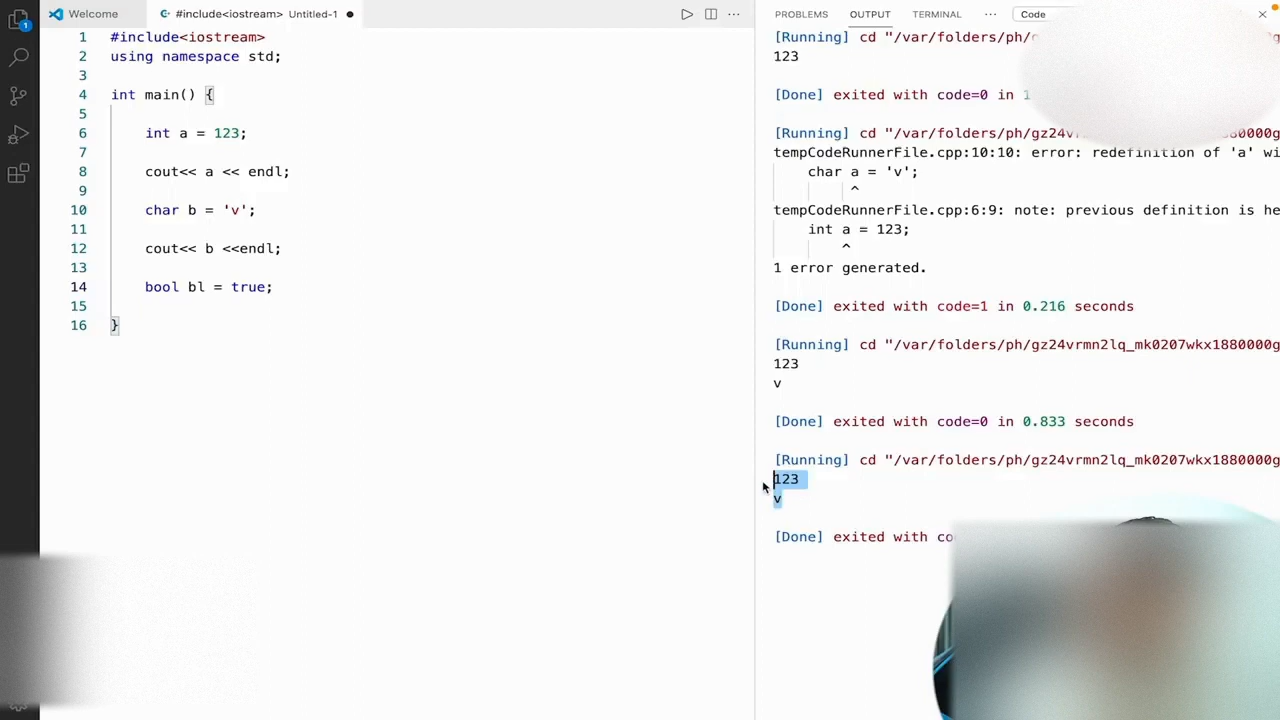 Welcome
#include<iostream> Untitled-1
1 #include<iostream>
2 using namespace std;
3
4 int main() {
5
6 int a = 123;
7
8 cout<< a << endl;
9
10 char b = 'v';
11
12 cout<< b <<endl;
13
14 bool bl = true;
15
16 }
PROBLEMS OUTPUT TERMINAL ··· Code
[Running] cd "/var/folders/ph/
123
[Done] exited with code=0 in
[Running] cd "/var/folders/ph/
tempCodeRunnerFile.cpp:10:10: error: redefinition of 'a'
char a = 'v';
^
tempCodeRunnerFile.cpp:6:9: note: previous definition is
int a = 123;
^
1 error generated.
[Done] exited with code=1 in 0.216 seconds
[Running] cd "/var/folders/ph/gz24vrmn2lq_mk0207wkx1880000g
123
v
[Done] exited with code=0 in 0.833 seconds
[Running] cd "/var/folders/ph/gz24vrmn2lq_mk0207wkx1880000g
123
v
[Done] exited with